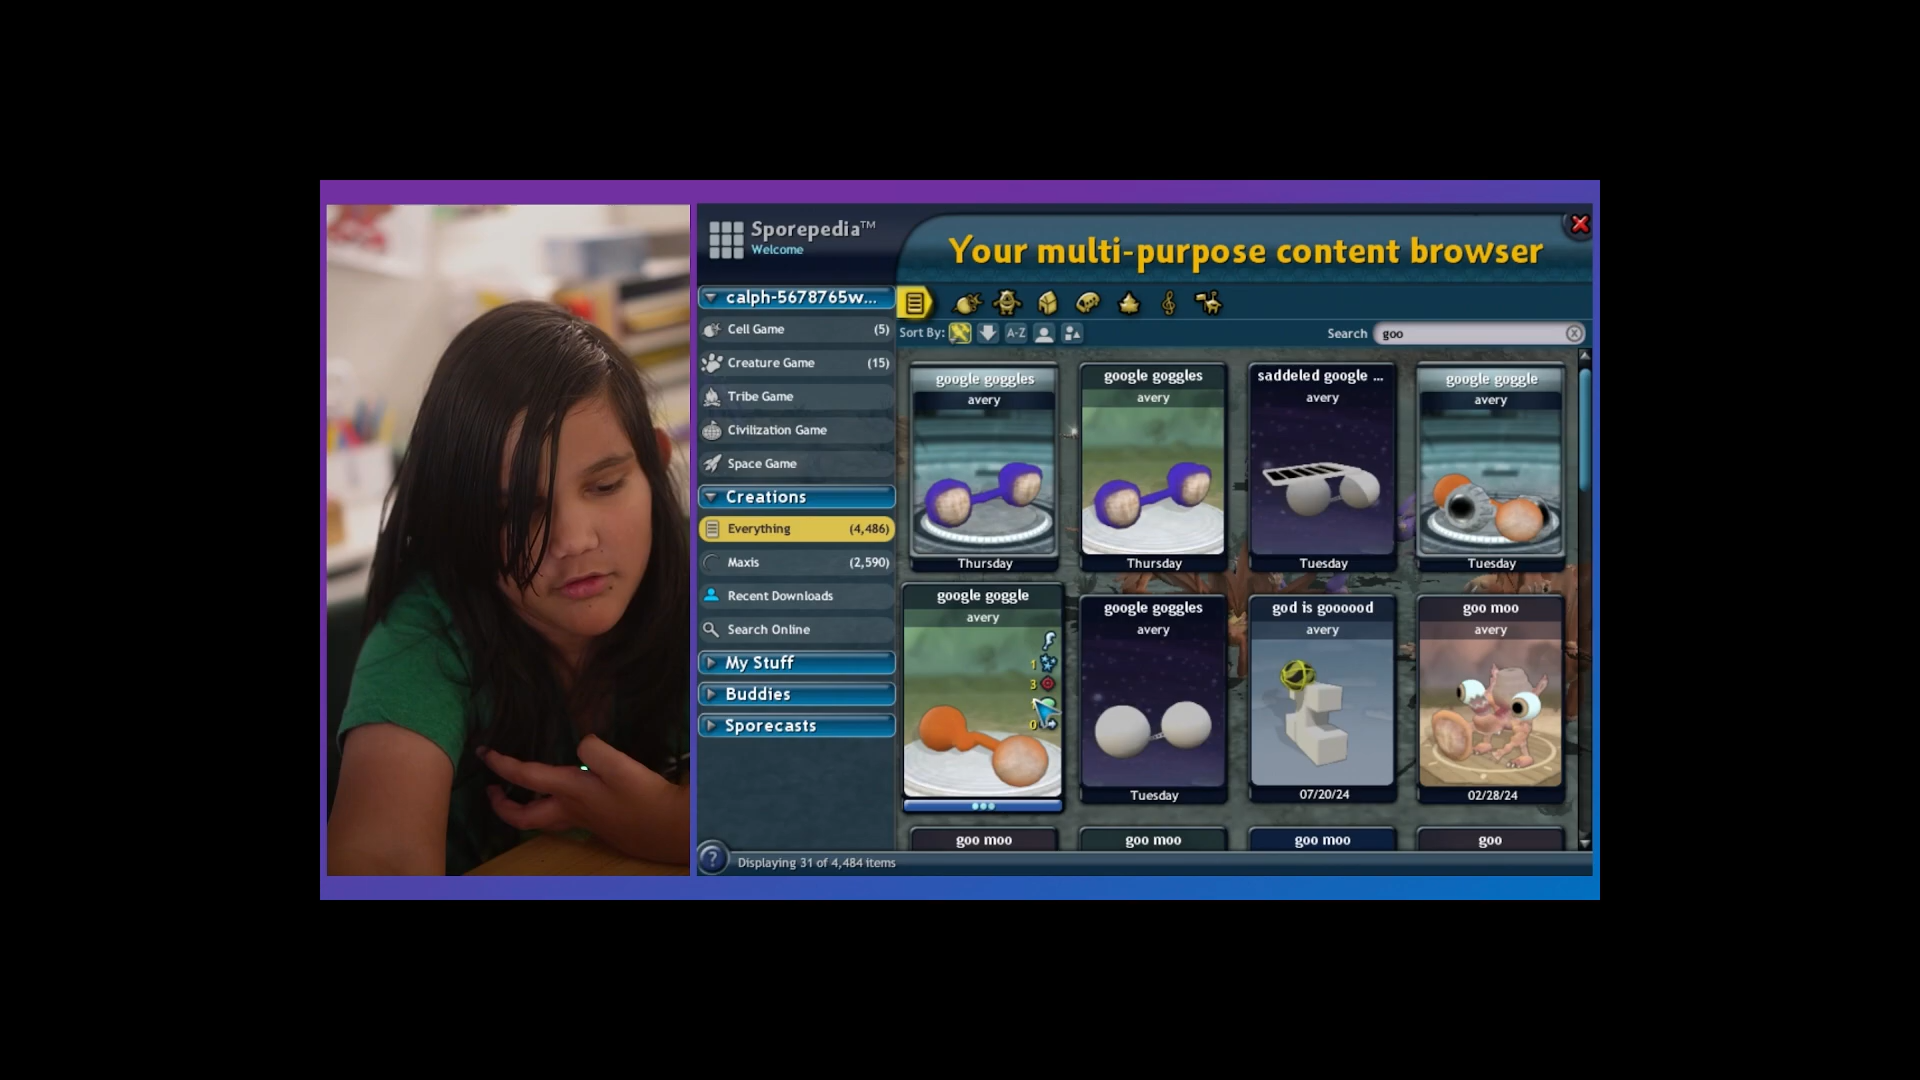 Sporepedia™
Welcome
Your multi-purpose content browser
calph-5678765w...
Cell Game (5)
Creature Game (15)
Tribe Game
Civilization Game
Space Game
Creations
Everything (4,486)
Maxis (2,590)
Recent Downloads
Search Online
My Stuff
Buddies
Sporecasts
Sort By: A-Z
Search goo
google goggles
avery
Thursday
google goggles
avery
Thursday
saddeled google ...
avery
Tuesday
google goggle
avery
Tuesday
google goggle
avery
1
3
0
google goggles
avery
Tuesday
god is goooood
avery
07/20/24
goo moo
avery
02/28/24
goo moo
goo moo
goo moo
goo
? Displaying 31 of 4,484 items